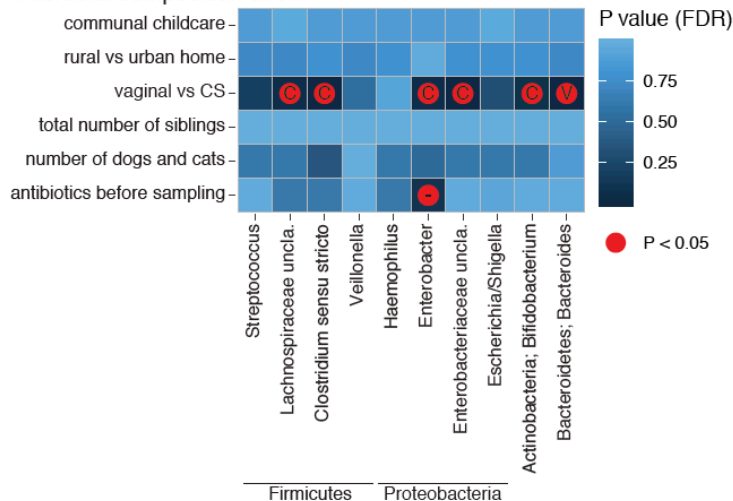 communal childcare
rural vs urban home
vaginal vs CS
total number of siblings
number of dogs and cats
antibiotics before sampling
C C C C C V
-
P value (FDR)
0.75
0.50
0.25
P < 0.05
Streptococcus
Lachnospiraceae uncla.
Clostridium sensu stricto
Veillonella
Haemophilus
Enterobacter
Enterobacteriaceae uncla.
Escherichia/Shigella
Actinobacteria; Bifidobacterium
Bacteroidetes; Bacteroides
Firmicutes Proteobacteria